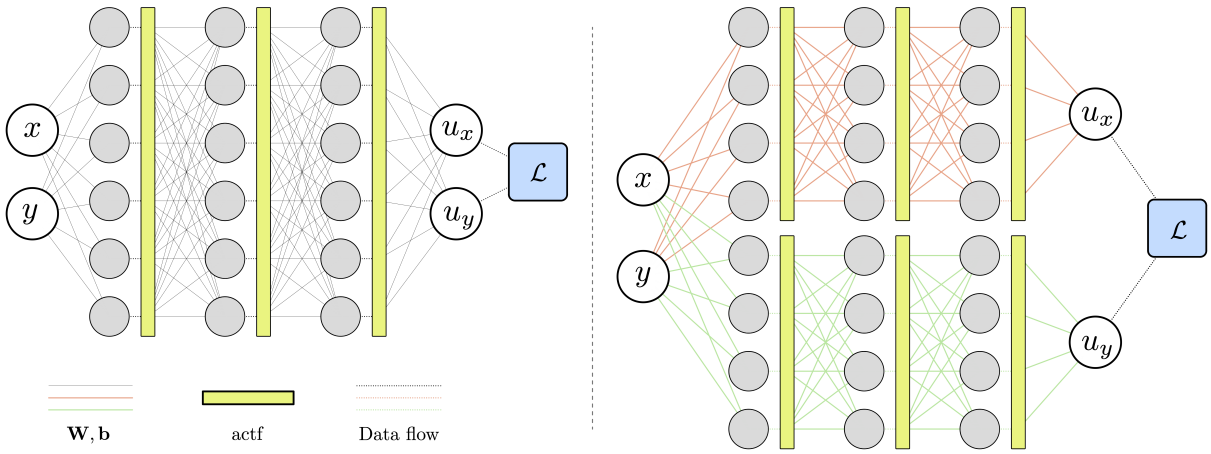 x
y
u_x
u_y
ℒ
W, b
actf
Data flow
x
y
u_x
u_y
ℒ